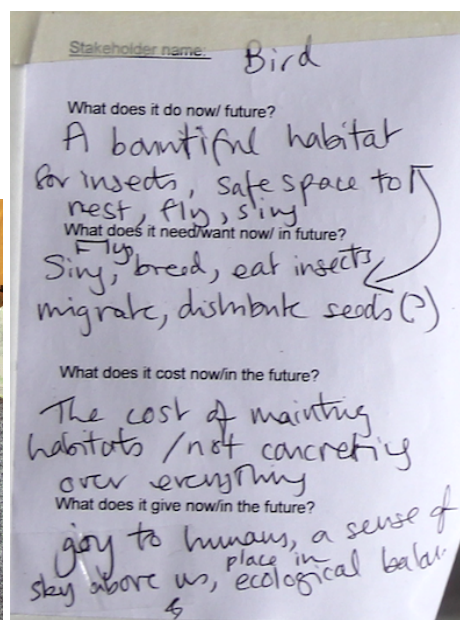 Stakeholder name: Bird
What does it do now/ future?
A bountiful habitat
for insects, safe space to
nest, fly, sing
What does it need/want now/ in future?
Fly,
Sing, breed, eat insects,
migrate, distribute seeds (?)
What does it cost now/in the future?
The cost of mainting
habitats / not concreting
over everything
What does it give now/in the future?
joy to humans, a sense of
place in
sky above us, ecological balan